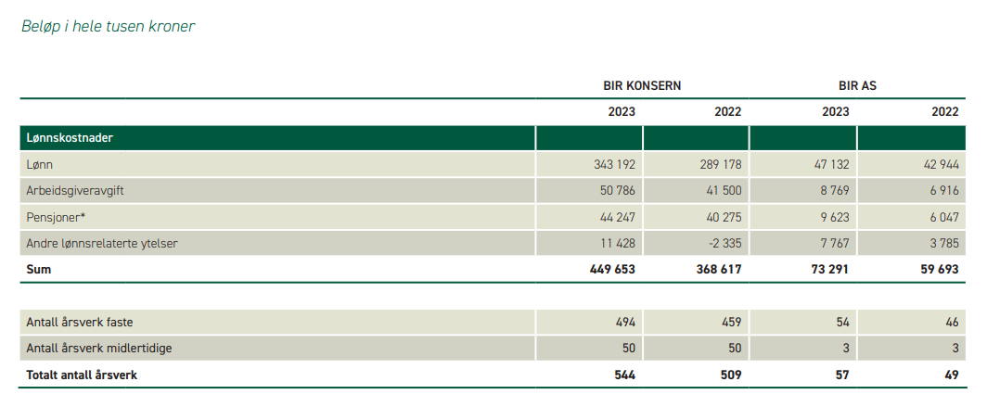 Beløp i hele tusen kroner
BIR KONSERN BIR AS
2023 2022 2023 2022
Lønnskostnader
Lønn 343 192 289 178 47 132 42 944
Arbeidsgiveravgift 50 786 41 500 8 769 6 916
Pensjoner* 44 247 40 275 9 623 6 047
Andre lønnsrelaterte ytelser 11 428 -2 335 7 767 3 785
Sum 449 653 368 617 73 291 59 693
Antall årsverk faste 494 459 54 46
Antall årsverk midlertidige 50 50 3 3
Totalt antall årsverk 544 509 57 49